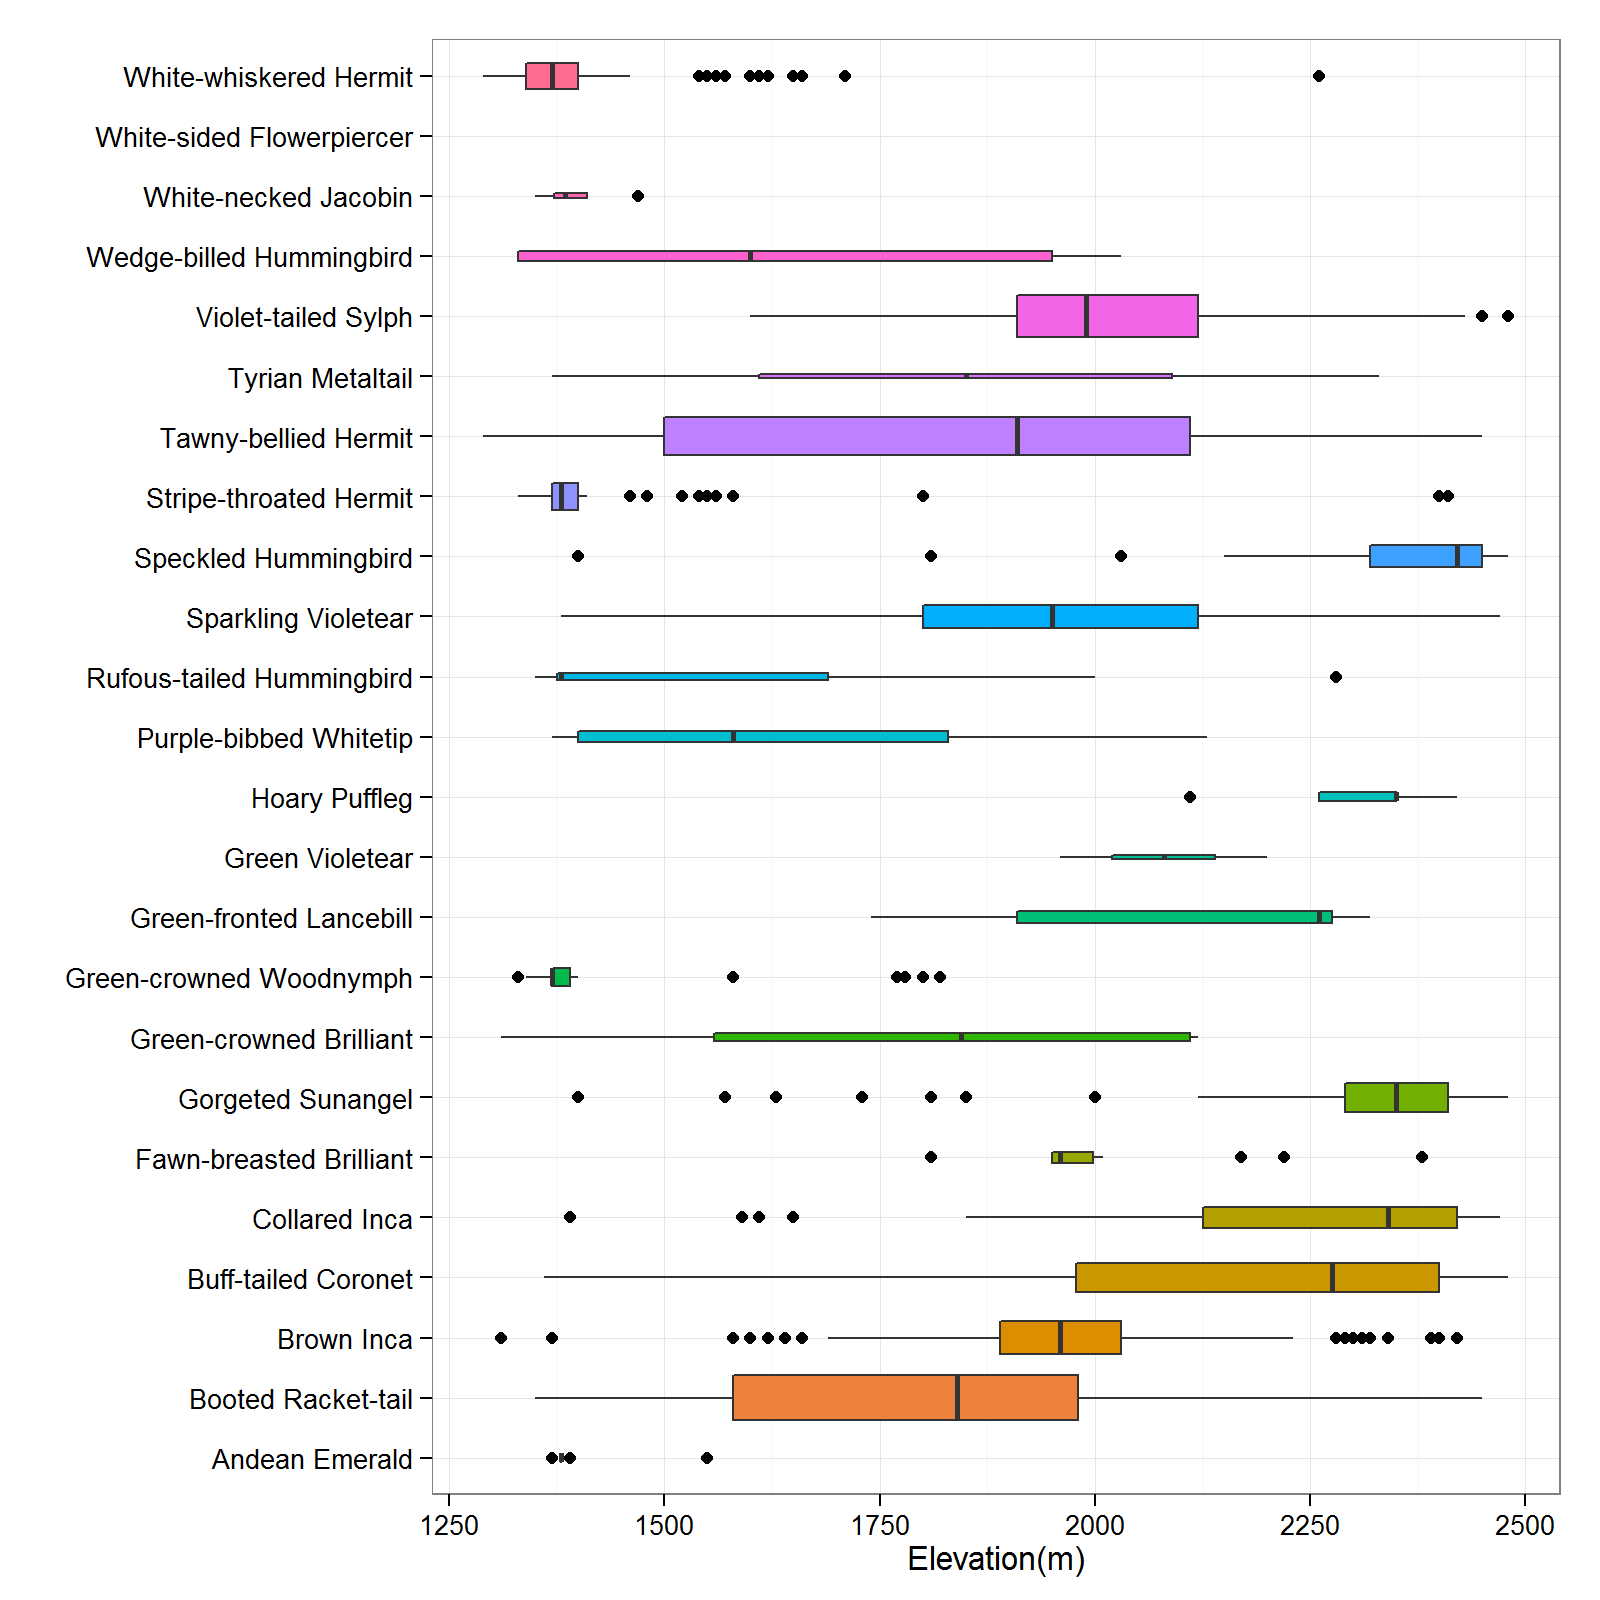 White-whiskered Hermit
White-sided Flowerpiercer
White-necked Jacobin
Wedge-billed Hummingbird
Violet-tailed Sylph
Tyrian Metaltail
Tawny-bellied Hermit
Stripe-throated Hermit
Speckled Hummingbird
Sparkling Violetear
Rufous-tailed Hummingbird
Purple-bibbed Whitetip
Hoary Puffleg
Green Violetear
Green-fronted Lancebill
Green-crowned Woodnymph
Green-crowned Brilliant
Gorgeted Sunangel
Fawn-breasted Brilliant
Collared Inca
Buff-tailed Coronet
Brown Inca
Booted Racket-tail
Andean Emerald
1250 1500 1750 2000 2250 2500
Elevation(m)